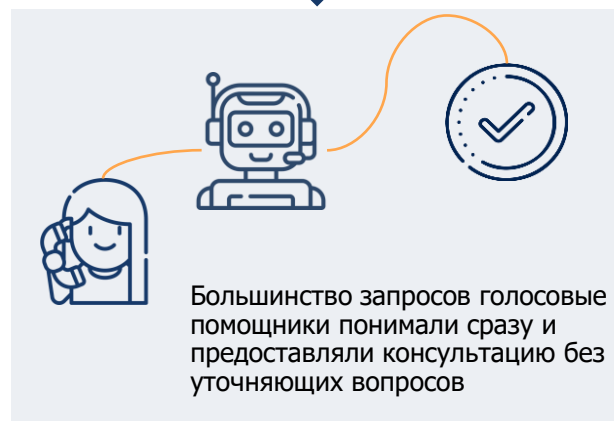 Большинство запросов голосовые
помощники понимали сразу и
предоставляли консультацию без
уточняющих вопросов